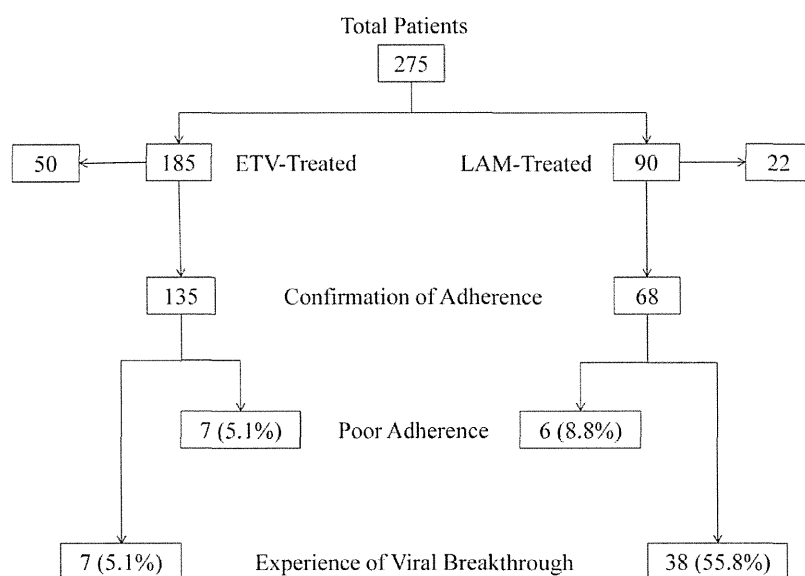 Total Patients
275
50
185
ETV-Treated
LAM-Treated
90
22
135
Confirmation of Adherence
68
7 (5.1%)
Poor Adherence
6 (8.8%)
7 (5.1%)
Experience of Viral Breakthrough
38 (55.8%)